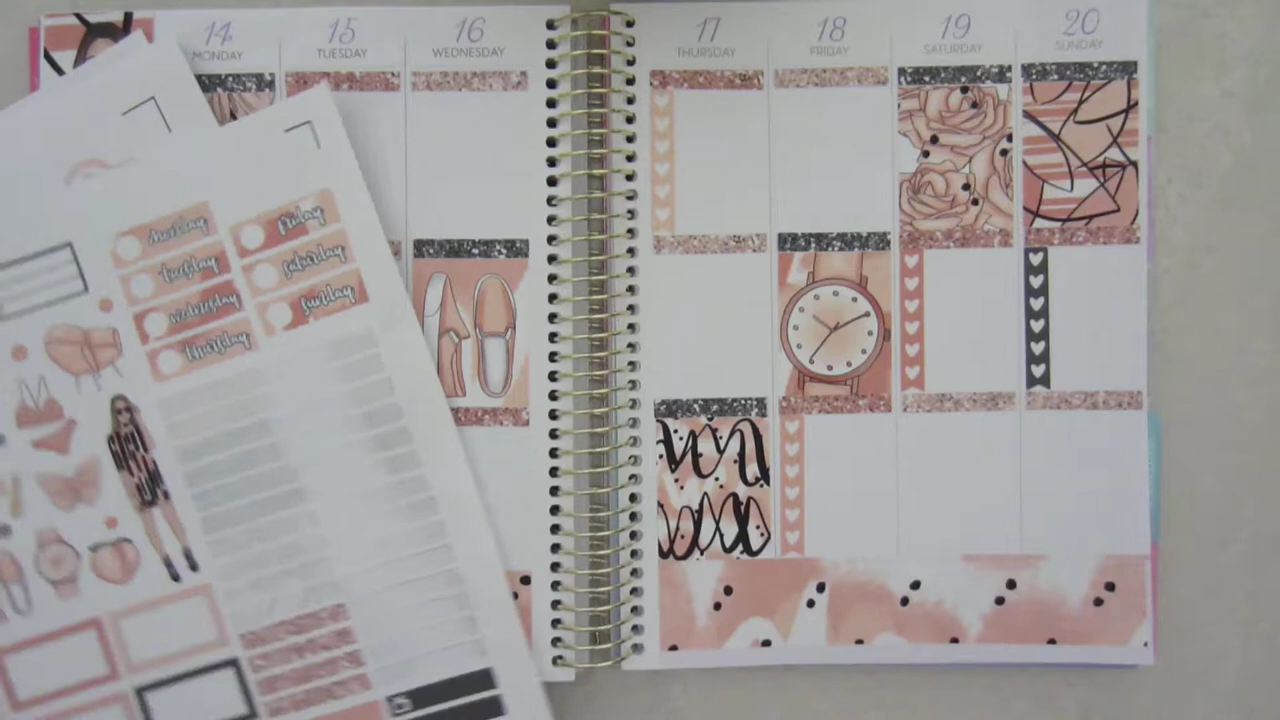 14 15 16 17 18 19 20
MONDAY TUESDAY WEDNESDAY THURSDAY FRIDAY SATURDAY SUNDAY
Monday
tuesday
wednesday
thursday
Friday
saturday
sunday